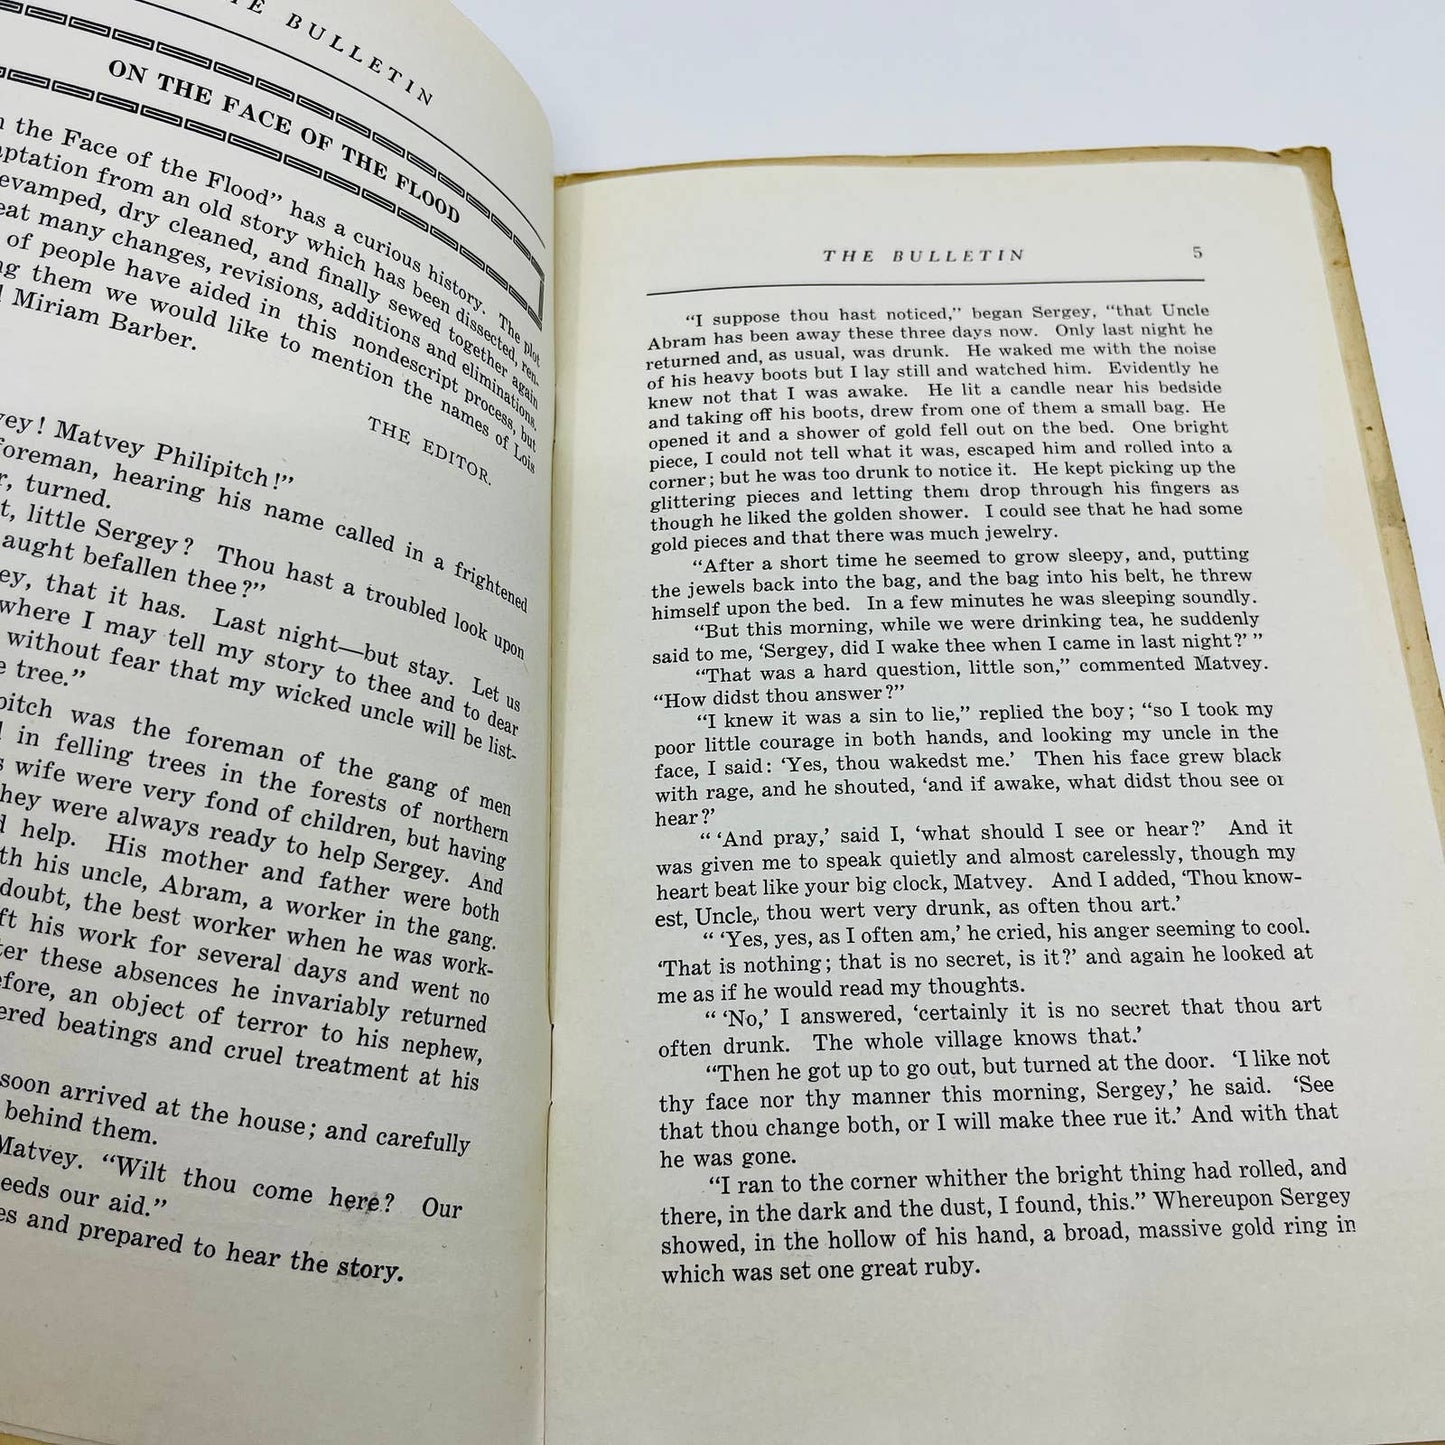 THE BULLETIN
ON THE FACE OF THE FLOOD
the Face of the Flood” has a curious history. The plot
from an old story which has been dissected, ren-
dry cleaned, and finally sewed together again
many changes, revisions, additions and eliminations.
of people have aided in this nondescript process, but
them we would like to mention the names of Lois
Miriam Barber.
THE EDITOR.
Matvey Philipitch!”
foreman, hearing his name called in a frightened
turned.
little Sergey? Thou hast a troubled look upon
aught befallen thee?”
that it has. Last night—but stay. Let us
where I may tell my story to thee and to dear
without fear that my wicked uncle will be list-
tree.”
was the foreman of the gang of men
in felling trees in the forests of northern
wife were very fond of children, but having
they were always ready to help Sergey. And
help. His mother and father were both
his uncle, Abram, a worker in the gang.
doubt, the best worker when he was work-
his work for several days and went no
these absences he invariably returned
an object of terror to his nephew,
beatings and cruel treatment at his
soon arrived at the house; and carefully
behind them.
Matvey. “Wilt thou come here? Our
our aid.”
and prepared to hear the story.
THE BULLETIN 5
“I suppose thou hast noticed,” began Sergey, “that Uncle
Abram has been away these three days now. Only last night he
returned and, as usual, was drunk. He waked me with the noise
of his heavy boots but I lay still and watched him. Evidently he
knew not that I was awake. He lit a candle near his bedside
and taking off his boots, drew from one of them a small bag. He
opened it and a shower of gold fell out on the bed. One bright
piece, I could not tell what it was, escaped him and rolled into a
corner; but he was too drunk to notice it. He kept picking up the
glittering pieces and letting them drop through his fingers as
though he liked the golden shower. I could see that he had some
gold pieces and that there was much jewelry.
“After a short time he seemed to grow sleepy, and, putting
the jewels back into the bag, and the bag into his belt, he threw
himself upon the bed. In a few minutes he was sleeping soundly.
“But this morning, while we were drinking tea, he suddenly
said to me, ‘Sergey, did I wake thee when I came in last night?’ ”
“That was a hard question, little son,” commented Matvey.
“How didst thou answer?”
“I knew it was a sin to lie,” replied the boy; “so I took my
poor little courage in both hands, and looking my uncle in the
face, I said: ‘Yes, thou wakedst me.’ Then his face grew black
with rage, and he shouted, ‘and if awake, what didst thou see or
hear?’
“ ‘And pray,’ said I, ‘what should I see or hear?’ And it
was given me to speak quietly and almost carelessly, though my
heart beat like your big clock, Matvey. And I added, ‘Thou know-
est, Uncle, thou wert very drunk, as often thou art.’
“ ‘Yes, yes, as I often am,’ he cried, his anger seeming to cool.
‘That is nothing; that is no secret, is it?’ and again he looked at
me as if he would read my thoughts.
“ ‘No,’ I answered, ‘certainly it is no secret that thou art
often drunk. The whole village knows that.’
“Then he got up to go out, but turned at the door. ‘I like not
thy face nor thy manner this morning, Sergey,’ he said. ‘See
that thou change both, or I will make thee rue it.’ And with that
he was gone.
“I ran to the corner whither the bright thing had rolled, and
there, in the dark and the dust, I found, this.” Whereupon Sergey
showed, in the hollow of his hand, a broad, massive gold ring in
which was set one great ruby.